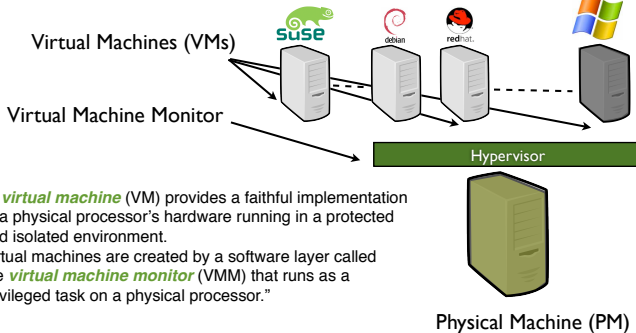 SUSE
debian
redhat.
Virtual Machines (VMs)
Virtual Machine Monitor
Hypervisor
virtual machine (VM) provides a faithful implementation
a physical processor's hardware running in a protected
d isolated environment.
tual machines are created by a software layer called
e virtual machine monitor (VMM) that runs as a
vileged task on a physical processor.”
Physical Machine (PM)